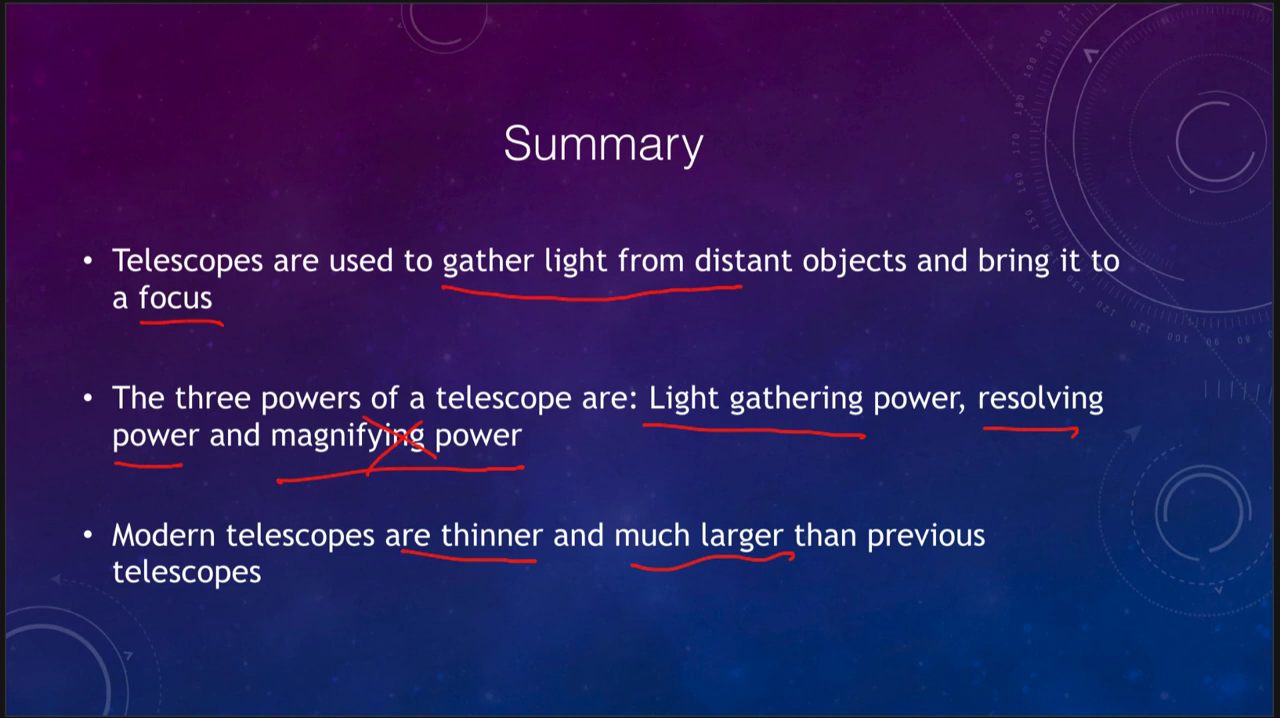 Summary
• Telescopes are used to gather light from distant objects and bring it to
a focus
• The three powers of a telescope are: Light gathering power, resolving
power and magnifying power
• Modern telescopes are thinner and much larger than previous
telescopes